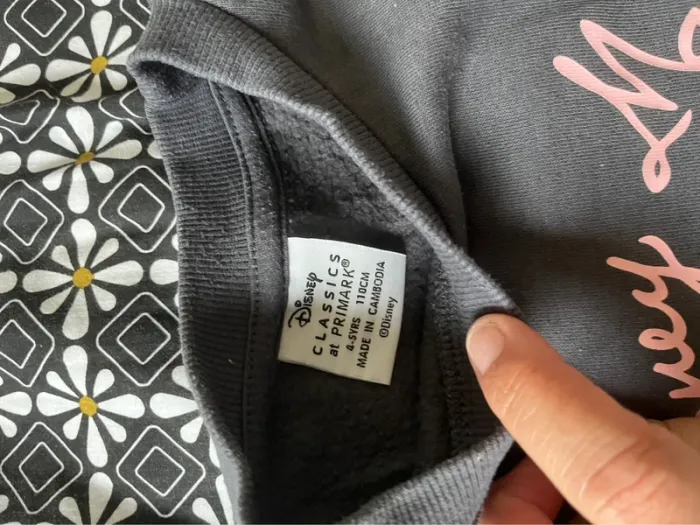 Disney
CLASSICS
at PRIMARK®
4-5YRS 110CM
MADE IN CAMBODIA
©Disney